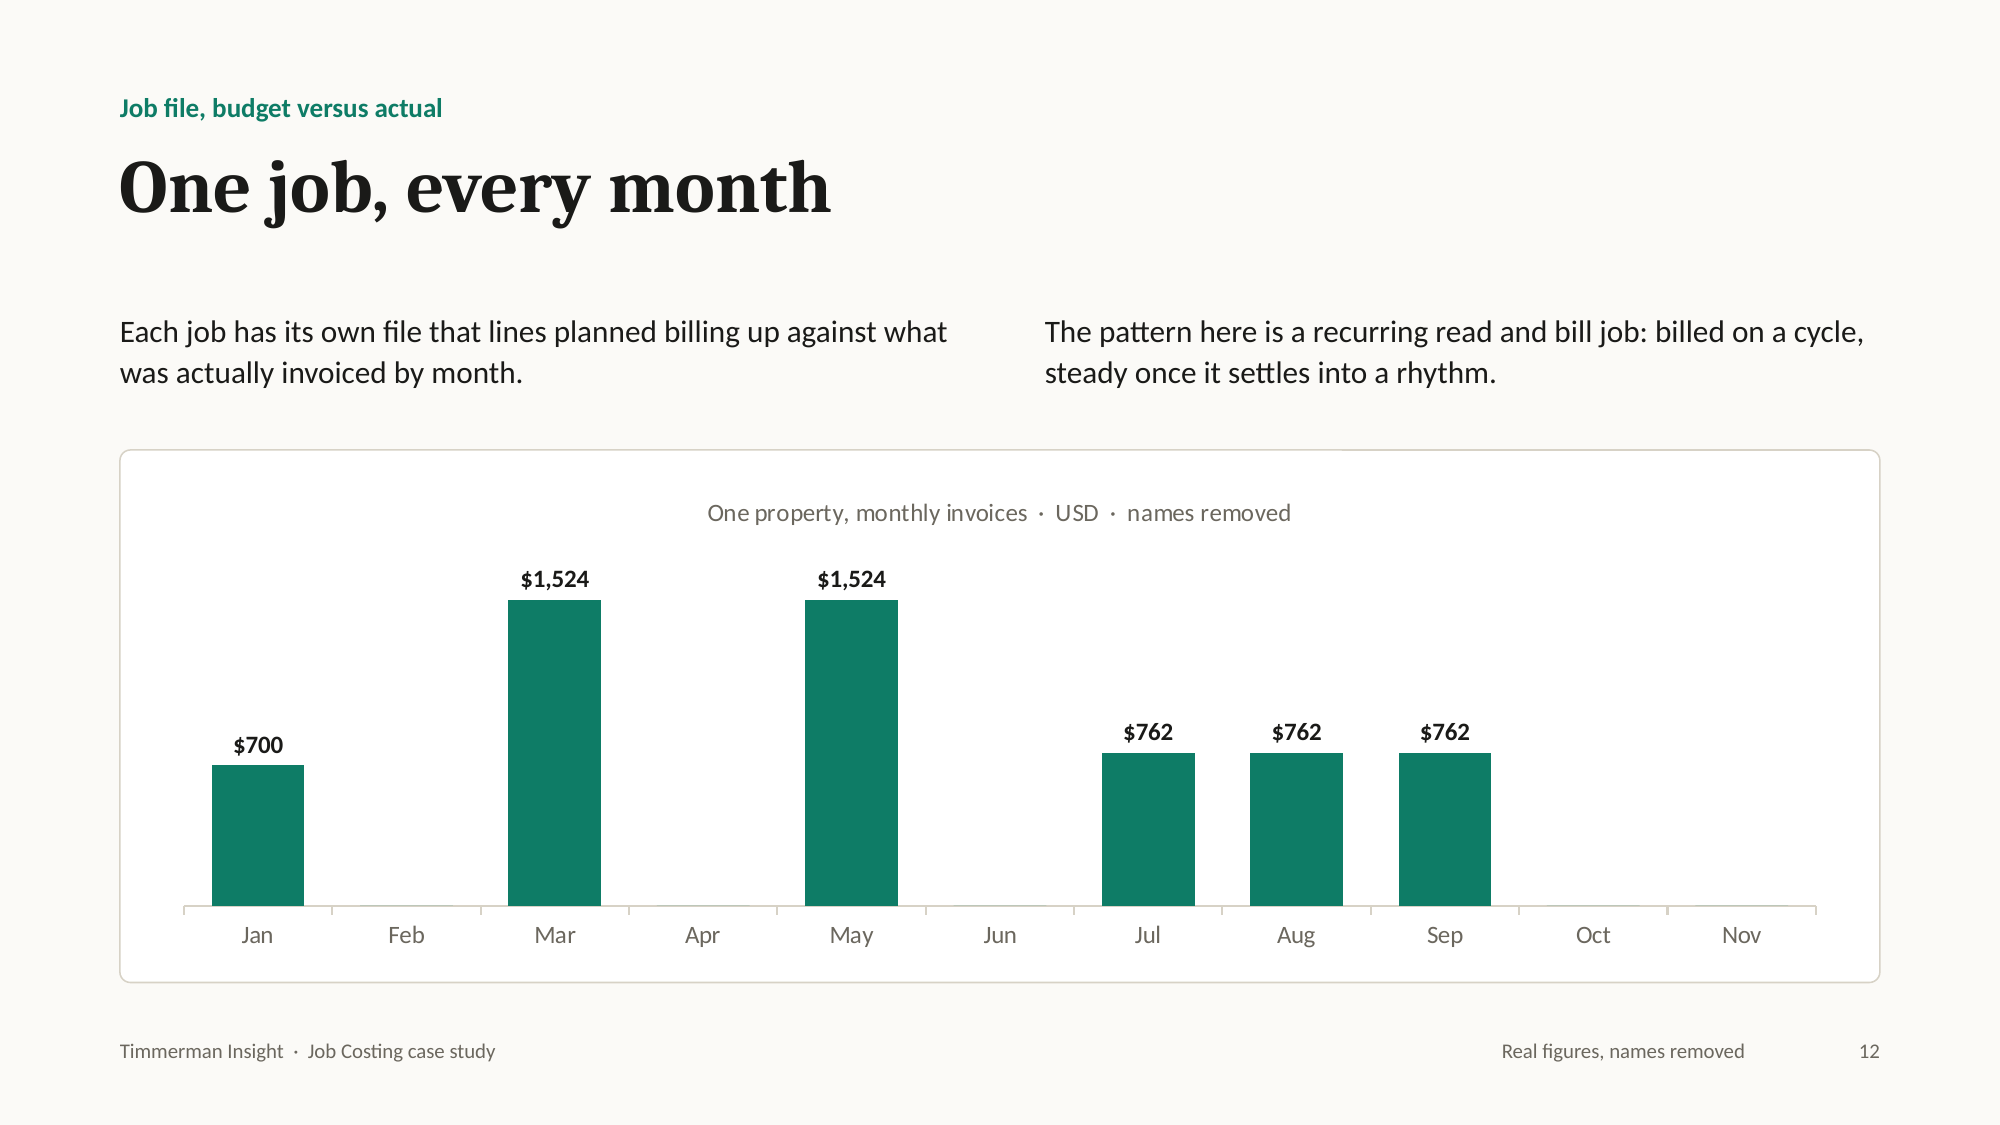 Job file, budget versus actual
One job, every month
Each job has its own file that lines planned billing up against what
was actually invoiced by month.
The pattern here is a recurring read and bill job: billed on a cycle,
steady once it settles into a rhythm.
One property, monthly invoices · USD · names removed
$700
$1,524
$1,524
$762
$762
$762
Jan
Feb
Mar
Apr
May
Jun
Jul
Aug
Sep
Oct
Nov
Timmerman Insight · Job Costing case study
Real figures, names removed
12